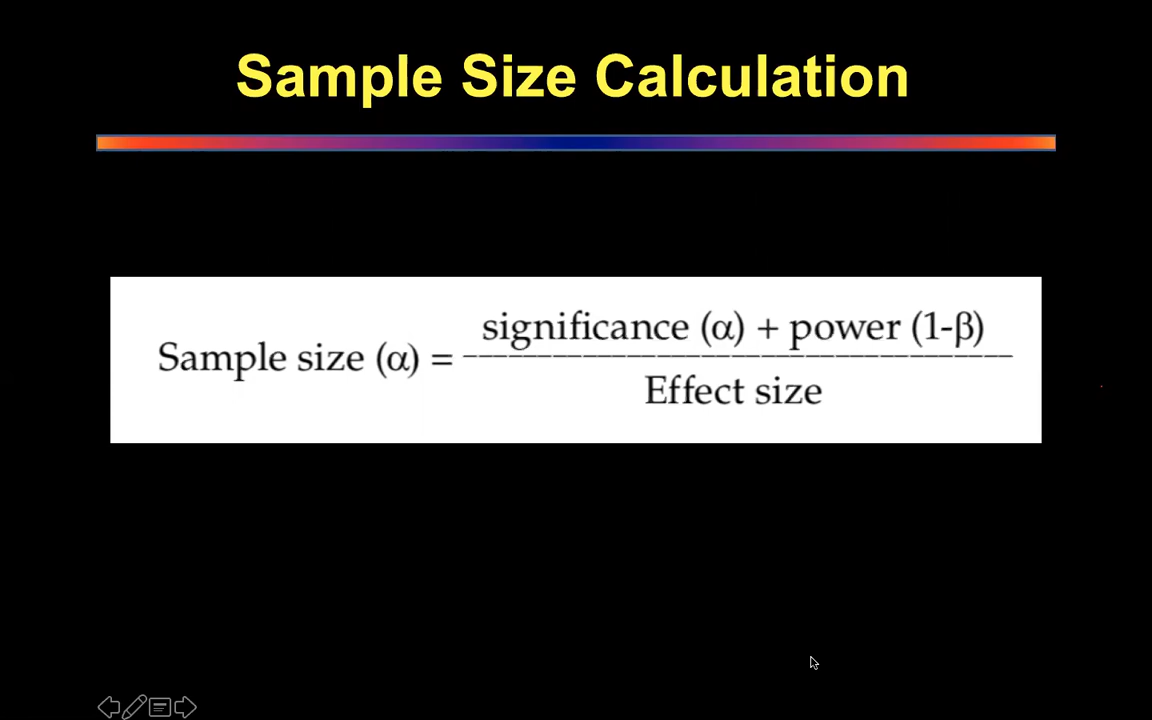 Sample Size Calculation
significance (α) + power (1-β)
Sample size (α) =
Effect size